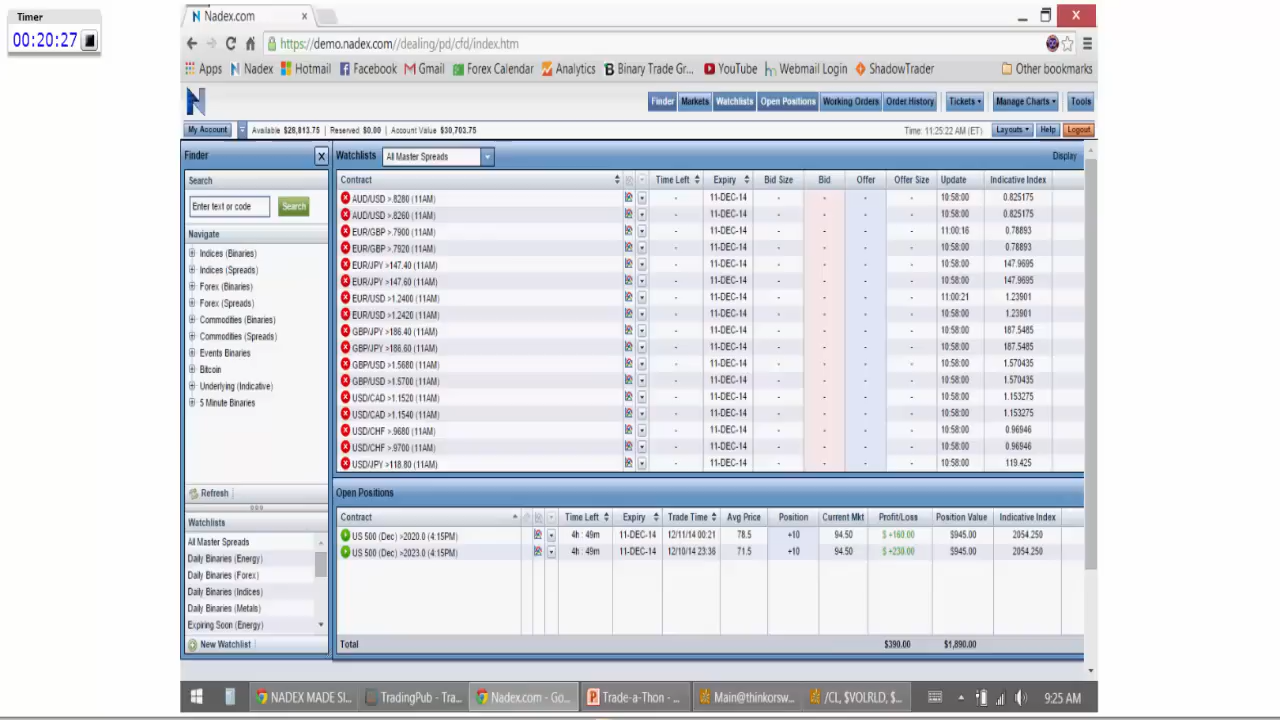 Timer
00:20:27
Nadex.com
https://demo.nadex.com//dealing/pd/cfd/index.htm
Apps Nadex Hotmail Facebook Gmail Forex Calendar Analytics Binary Trade Gr... YouTube Webmail Login ShadowTrader Other bookmarks
Finder Markets Watchlists Open Positions Working Orders Order History Tickets Manage Charts Tools
My Account Available $28,813.75 | Reserved $0.00 | Account Value $30,703.75 Time: 11:25:22 AM (ET) Layouts Help Logout
Finder
Search
Enter text or code Search
Navigate
Indices (Binaries)
Indices (Spreads)
Forex (Binaries)
Forex (Spreads)
Commodities (Binaries)
Commodities (Spreads)
Events Binaries
Bitcoin
Underlying (Indicative)
5 Minute Binaries
Refresh
Watchlists
All Master Spreads
Daily Binaries (Energy)
Daily Binaries (Forex)
Daily Binaries (Indices)
Daily Binaries (Metals)
Expiring Soon (Energy)
New Watchlist
Watchlists All Master Spreads Display
Contract Time Left Expiry Bid Size Bid Offer Offer Size Update Indicative Index
AUD/USD >.8280 (11AM) - 11-DEC-14 - - - - 10:58:00 0.825175
AUD/USD >.8260 (11AM) - 11-DEC-14 - - - - 10:58:00 0.825175
EUR/GBP >.7900 (11AM) - 11-DEC-14 - - - - 11:00:16 0.78893
EUR/GBP >.7920 (11AM) - 11-DEC-14 - - - - 10:58:00 0.78893
EUR/JPY >147.40 (11AM) - 11-DEC-14 - - - - 10:58:00 147.9695
EUR/JPY >147.60 (11AM) - 11-DEC-14 - - - - 10:58:00 147.9695
EUR/USD >1.2400 (11AM) - 11-DEC-14 - - - - 11:00:21 1.23901
EUR/USD >1.2420 (11AM) - 11-DEC-14 - - - - 10:58:00 1.23901
GBP/JPY >186.40 (11AM) - 11-DEC-14 - - - - 10:58:00 187.5485
GBP/JPY >186.60 (11AM) - 11-DEC-14 - - - - 10:58:00 187.5485
GBP/USD >1.5680 (11AM) - 11-DEC-14 - - - - 10:58:00 1.570435
GBP/USD >1.5700 (11AM) - 11-DEC-14 - - - - 10:58:00 1.570435
USD/CAD >1.1520 (11AM) - 11-DEC-14 - - - - 10:58:00 1.153275
USD/CAD >1.1540 (11AM) - 11-DEC-14 - - - - 10:58:00 1.153275
USD/CHF >.9680 (11AM) - 11-DEC-14 - - - - 10:58:00 0.96946
USD/CHF >.9700 (11AM) - 11-DEC-14 - - - - 10:58:00 0.96946
USD/JPY >118.80 (11AM) - 11-DEC-14 - - - - 10:58:00 119.425
Open Positions
Contract Time Left Expiry Trade Time Avg Price Position Current Mkt Profit/Loss Position Value Indicative Index
US 500 (Dec) >2020.0 (4:15PM) 4h : 49m 11-DEC-14 12/11/14 00:21 78.5 +10 94.50 $ +160.00 $945.00 2054.250
US 500 (Dec) >2023.0 (4:15PM) 4h : 49m 11-DEC-14 12/10/14 23:36 71.5 +10 94.50 $ +230.00 $945.00 2054.250
Total $390.00 $1,890.00
NADEX MADE SI... TradingPub - Tra... Nadex.com - Go... Trade-a-Thon - ... Main@thinkorsw... /CL, $VOLRLD, $... 9:25 AM